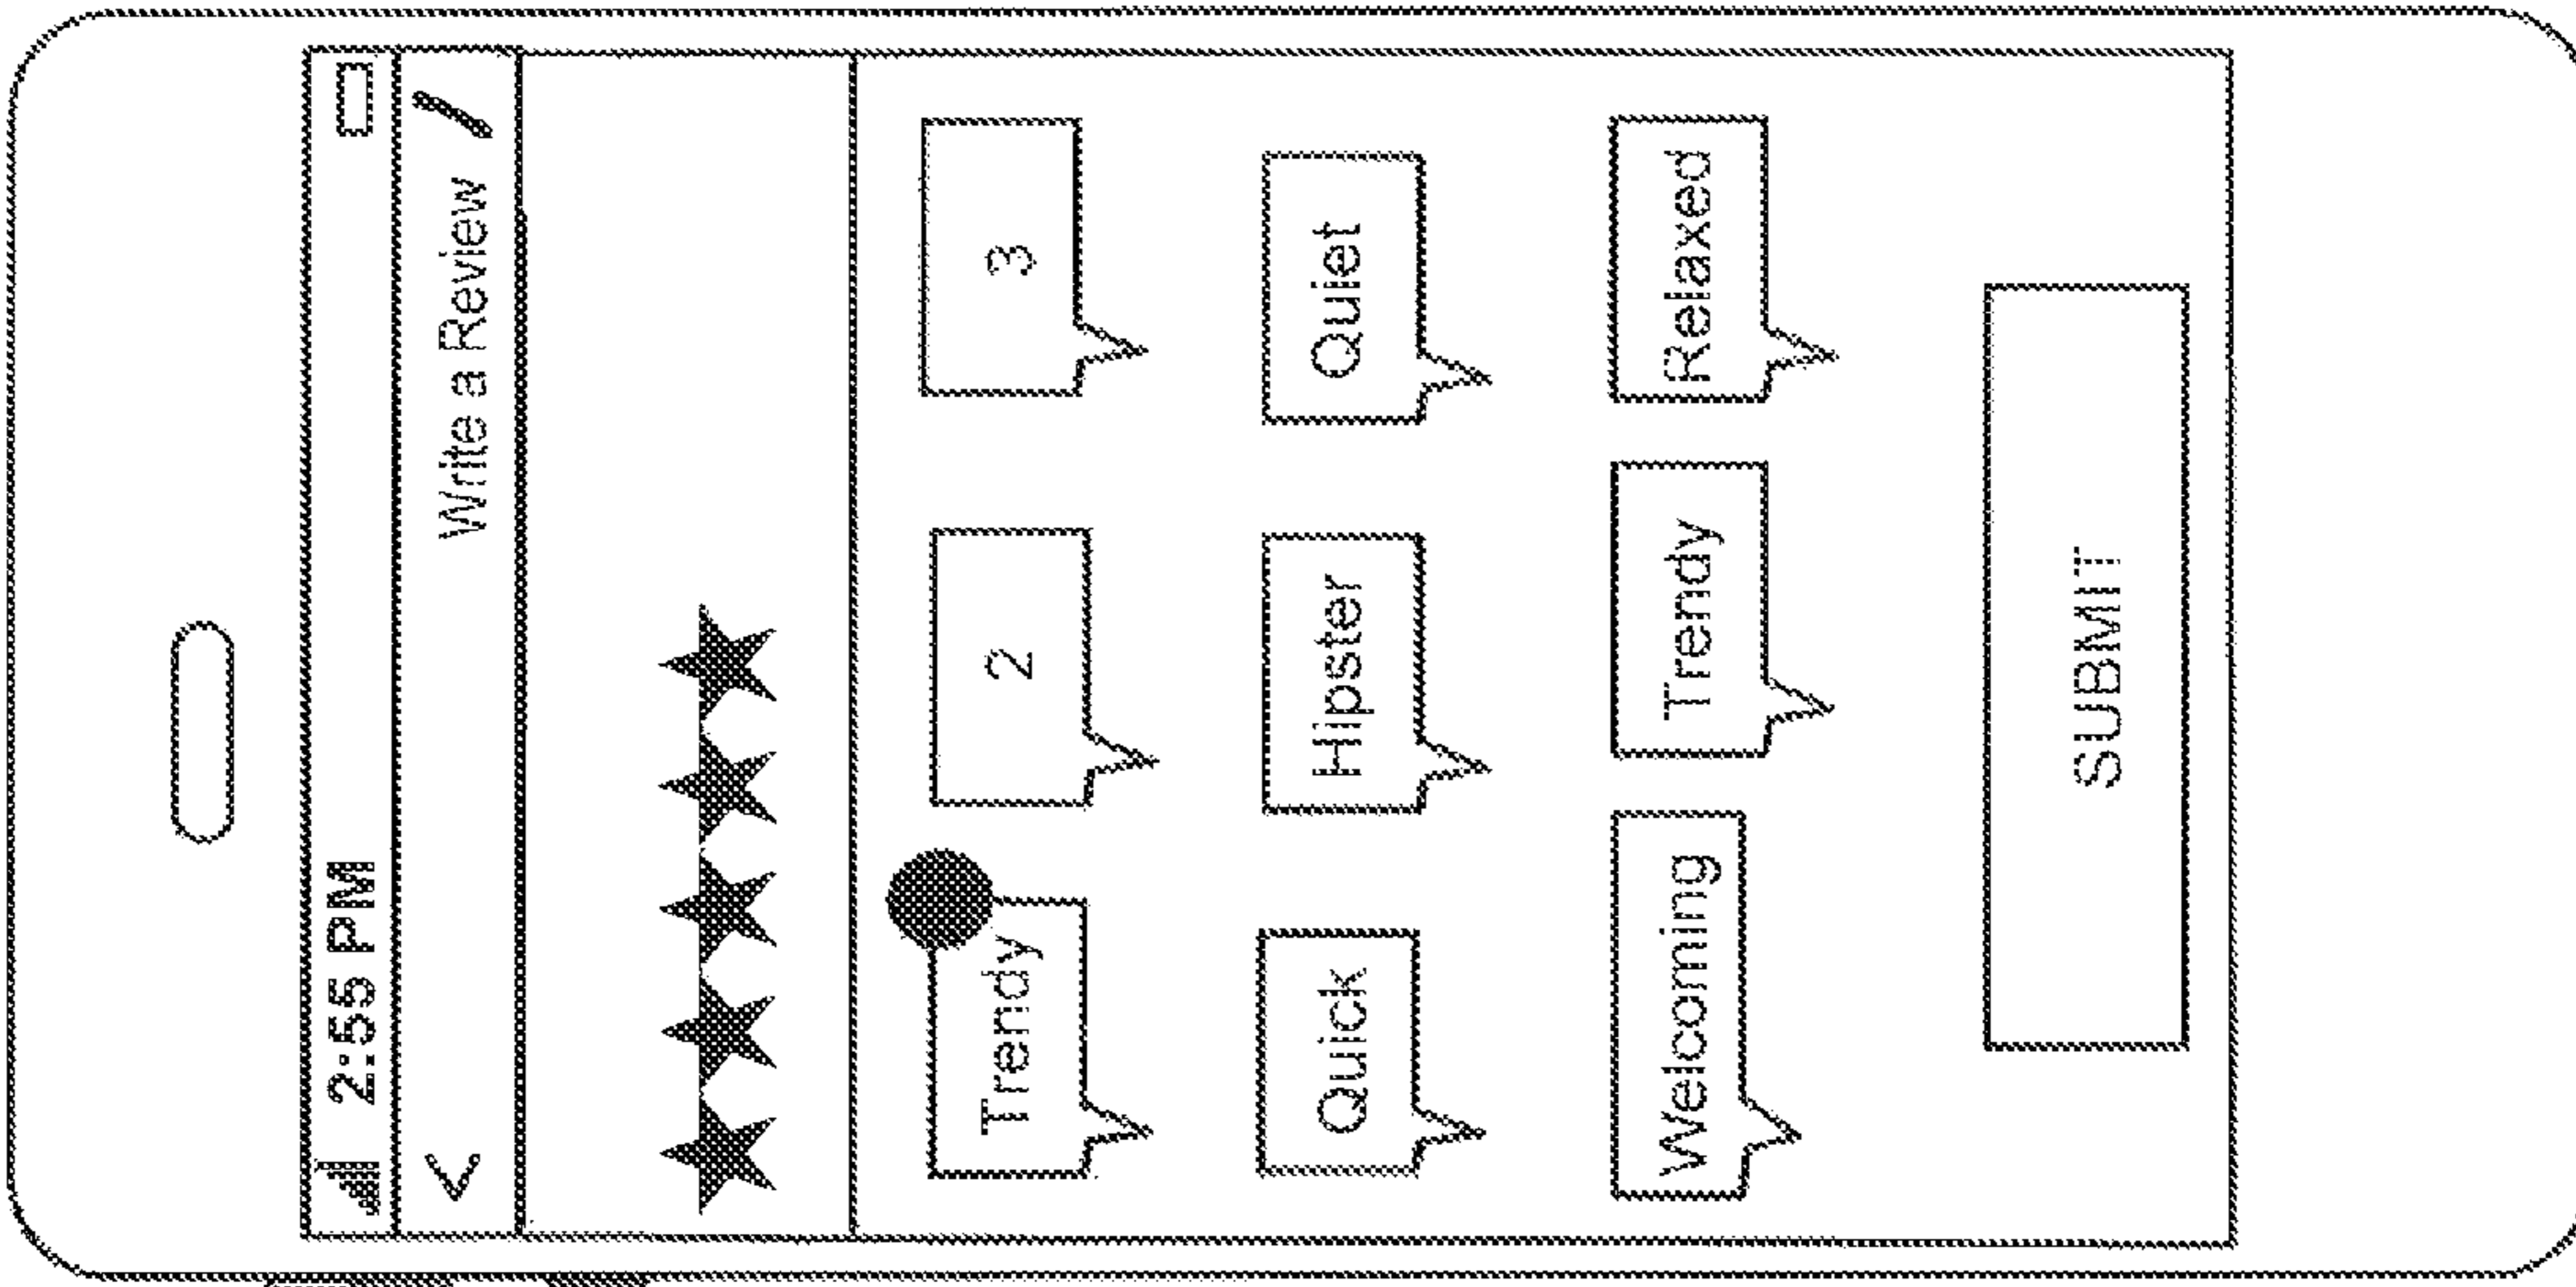 2:55 PM
< Write a Review
Trendy 2 3
Quick Hipster Quiet
Welcoming Trendy Relaxed
SUBMIT